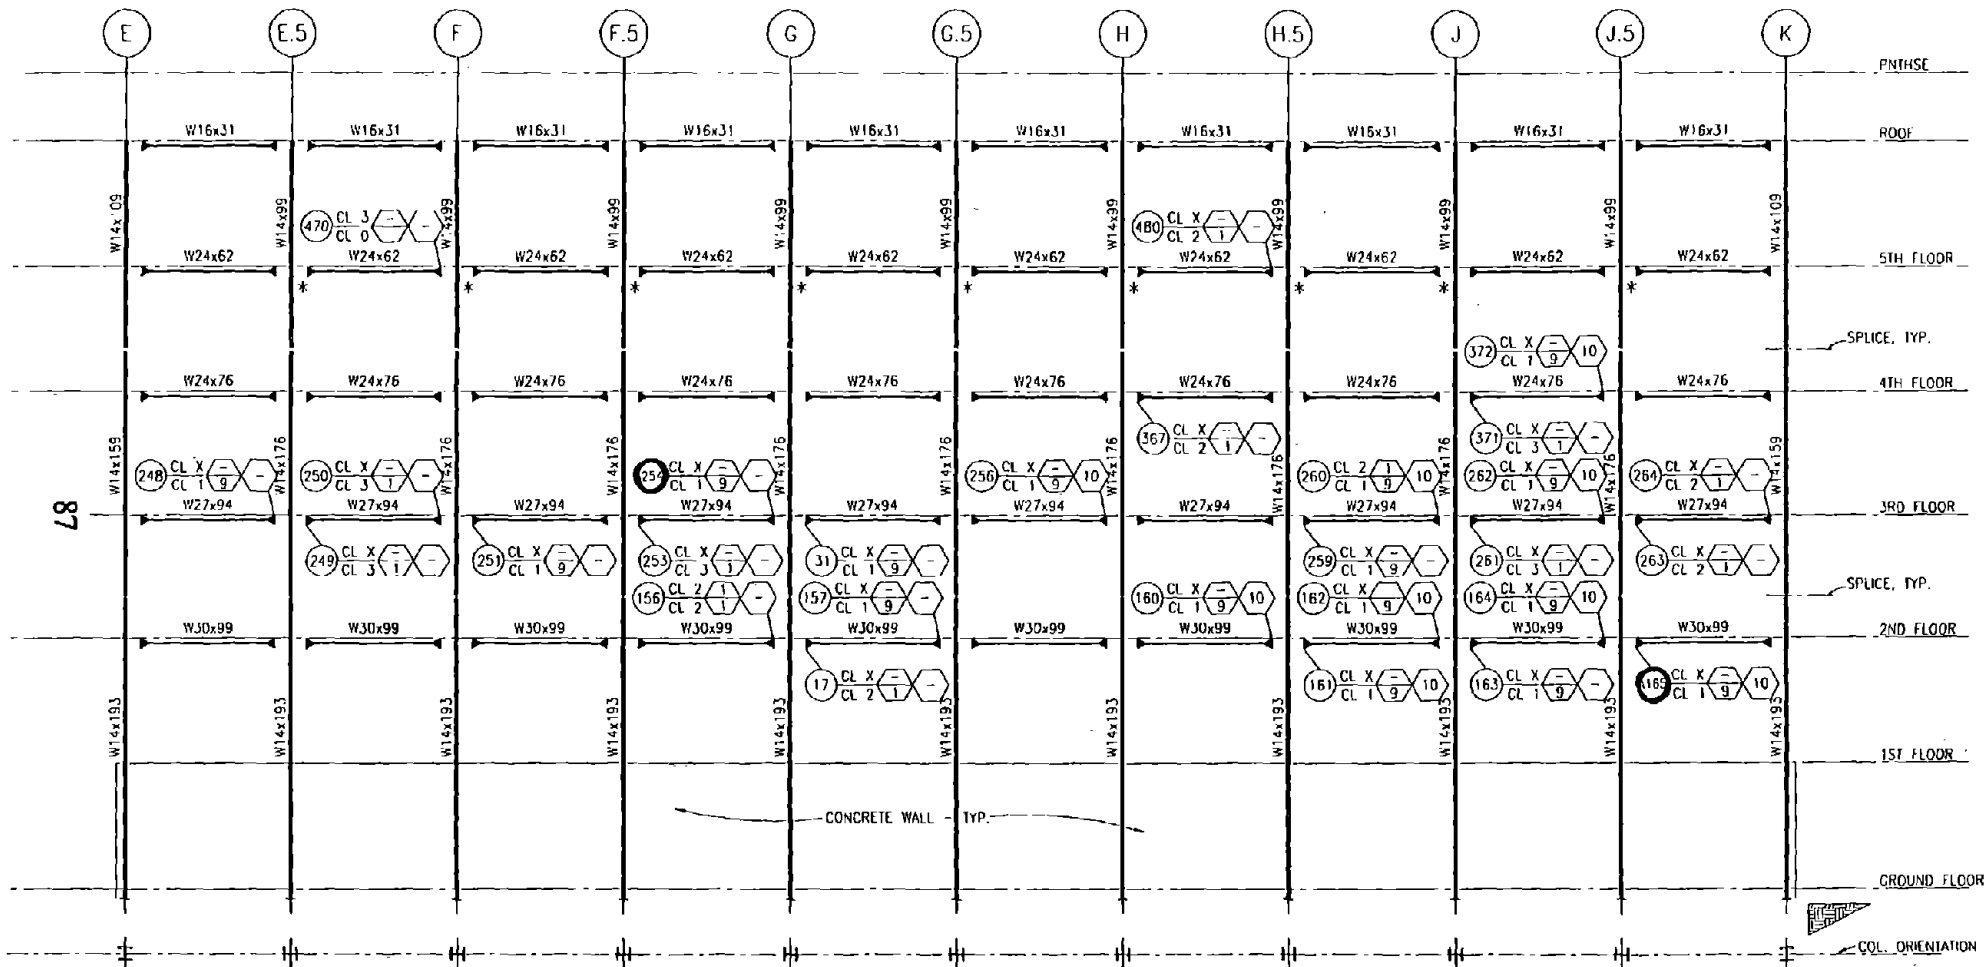 E E.5 F F.5 G G.5 H H.5 J J.5 K
PNTHSE
W16x31 W16x31 W16x31 W16x31 W16x31 W16x31 W16x31 W16x31 W16x31 W16x31
ROOF
W14x109 W14x99 W14x99 W14x99 W14x99 W14x99 W14x99 W14x99 W14x99 W14x109
470 CL 3 - -
CL 0 -
480 CL X - -
CL 2 1
W24x62 W24x62 W24x62 W24x62 W24x62 W24x62 W24x62 W24x62 W24x62 W24x62
5TH FLOOR
* * * * * * * * *
372 CL X - 10
CL 1 9
SPLICE, TYP.
W24x76 W24x76 W24x76 W24x76 W24x76 W24x76 W24x76 W24x76 W24x76 W24x76
4TH FLOOR
367 CL X - -
CL 2 1
371 CL X - -
CL 3 1
W14x159 W14x176 W14x176 W14x176 W14x176 W14x176 W14x176 W14x176 W14x176 W14x159
248 CL X - -
CL 1 9
250 CL X - -
CL 3 1
254 CL X - -
CL 1 9
256 CL X - 10
CL 1 9
260 CL 2 1 10
CL 1 9
262 CL X - 10
CL 1 9
264 CL X - -
CL 2 1
87
W27x94 W27x94 W27x94 W27x94 W27x94 W27x94 W27x94 W27x94 W27x94 W27x94
3RD FLOOR
249 CL X - -
CL 3 1
251 CL X - -
CL 1 9
253 CL X - -
CL 3 1
31 CL X - -
CL 1 9
259 CL X - -
CL 1 9
261 CL X - -
CL 3 1
263 CL X - -
CL 2 1
156 CL 2 1 -
CL 2 1
157 CL X - -
CL 1 9
160 CL X - 10
CL 1 9
162 CL X - 10
CL 1 9
164 CL X - 10
CL 1 9
SPLICE, TYP.
W30x99 W30x99 W30x99 W30x99 W30x99 W30x99 W30x99 W30x99 W30x99 W30x99
2ND FLOOR
17 CL X - -
CL 2 1
161 CL X - 10
CL 1 9
163 CL X - -
CL 1 9
165 CL X - 10
CL 1 9
W14x193 W14x193 W14x193 W14x193 W14x193 W14x193 W14x193 W14x193 W14x193 W14x193 W14x193
1ST FLOOR
CONCRETE WALL - TYP.
GROUND FLOOR
COL. ORIENTATION